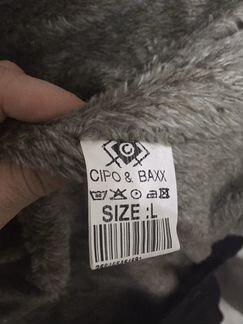 CIPO & BAXX
SIZE :L